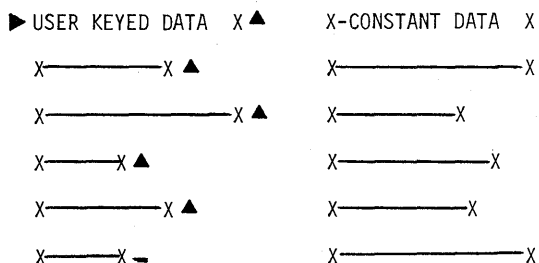 ▶ USER KEYED DATA X ▲ X-CONSTANT DATA X
X———X ▲ X———X
X———X ▲ X———X
X———X ▲ X———X
X———X ▲ X———X
X———X X———X